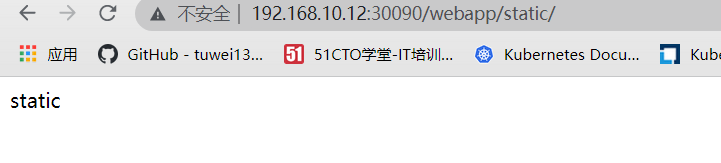 不安全 | 192.168.10.12:30090/webapp/static/
应用 GitHub - tuwei13... 51 51CTO学堂-IT培训... Kubernetes Docu... Kube
static